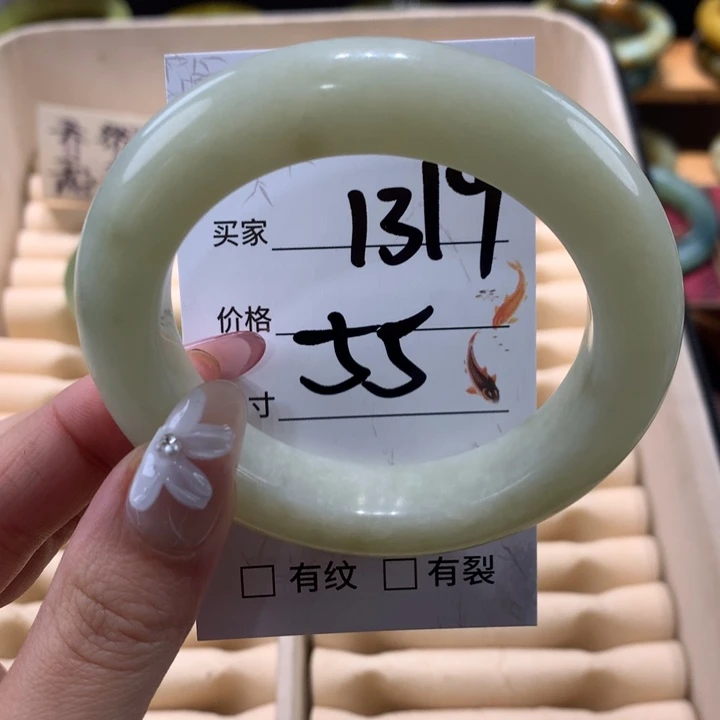 买家 1319
价格
55
寸
有纹 有裂